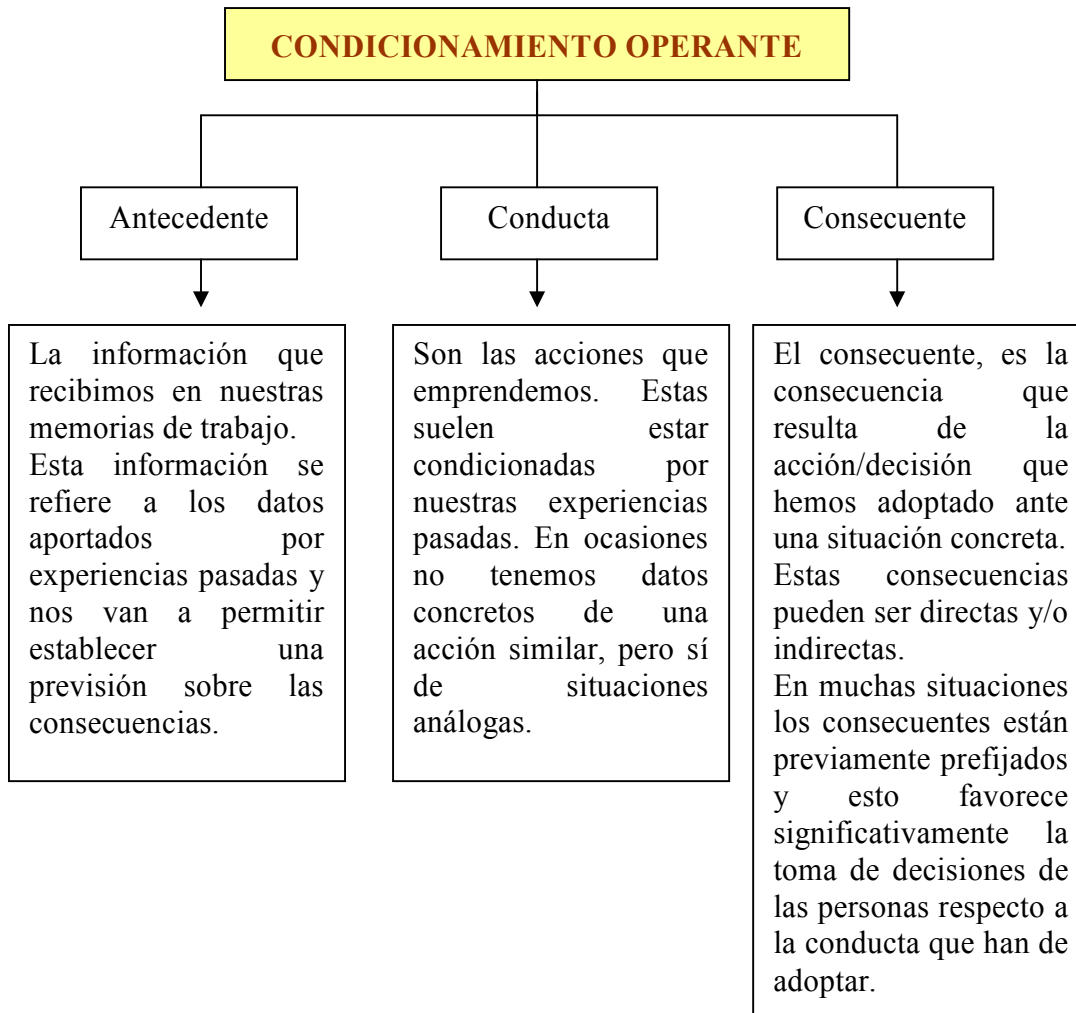 CONDICIONAMIENTO OPERANTE
Antecedente
Conducta
Consecuente
La información que
recibimos en nuestras
memorias de trabajo.
Esta información se
refiere a los datos
aportados por
experiencias pasadas y
nos van a permitir
establecer una
previsión sobre las
consecuencias.
Son las acciones que
emprendemos. Estas
suelen estar
condicionadas por
nuestras experiencias
pasadas. En ocasiones
no tenemos datos
concretos de una
acción similar, pero sí
de situaciones
análogas.
El consecuente, es la
consecuencia que
resulta de la
acción/decisión que
hemos adoptado ante
una situación concreta.
Estas consecuencias
pueden ser directas y/o
indirectas.
En muchas situaciones
los consecuentes están
previamente prefijados
y esto favorece
significativamente la
toma de decisiones de
las personas respecto a
la conducta que han de
adoptar.